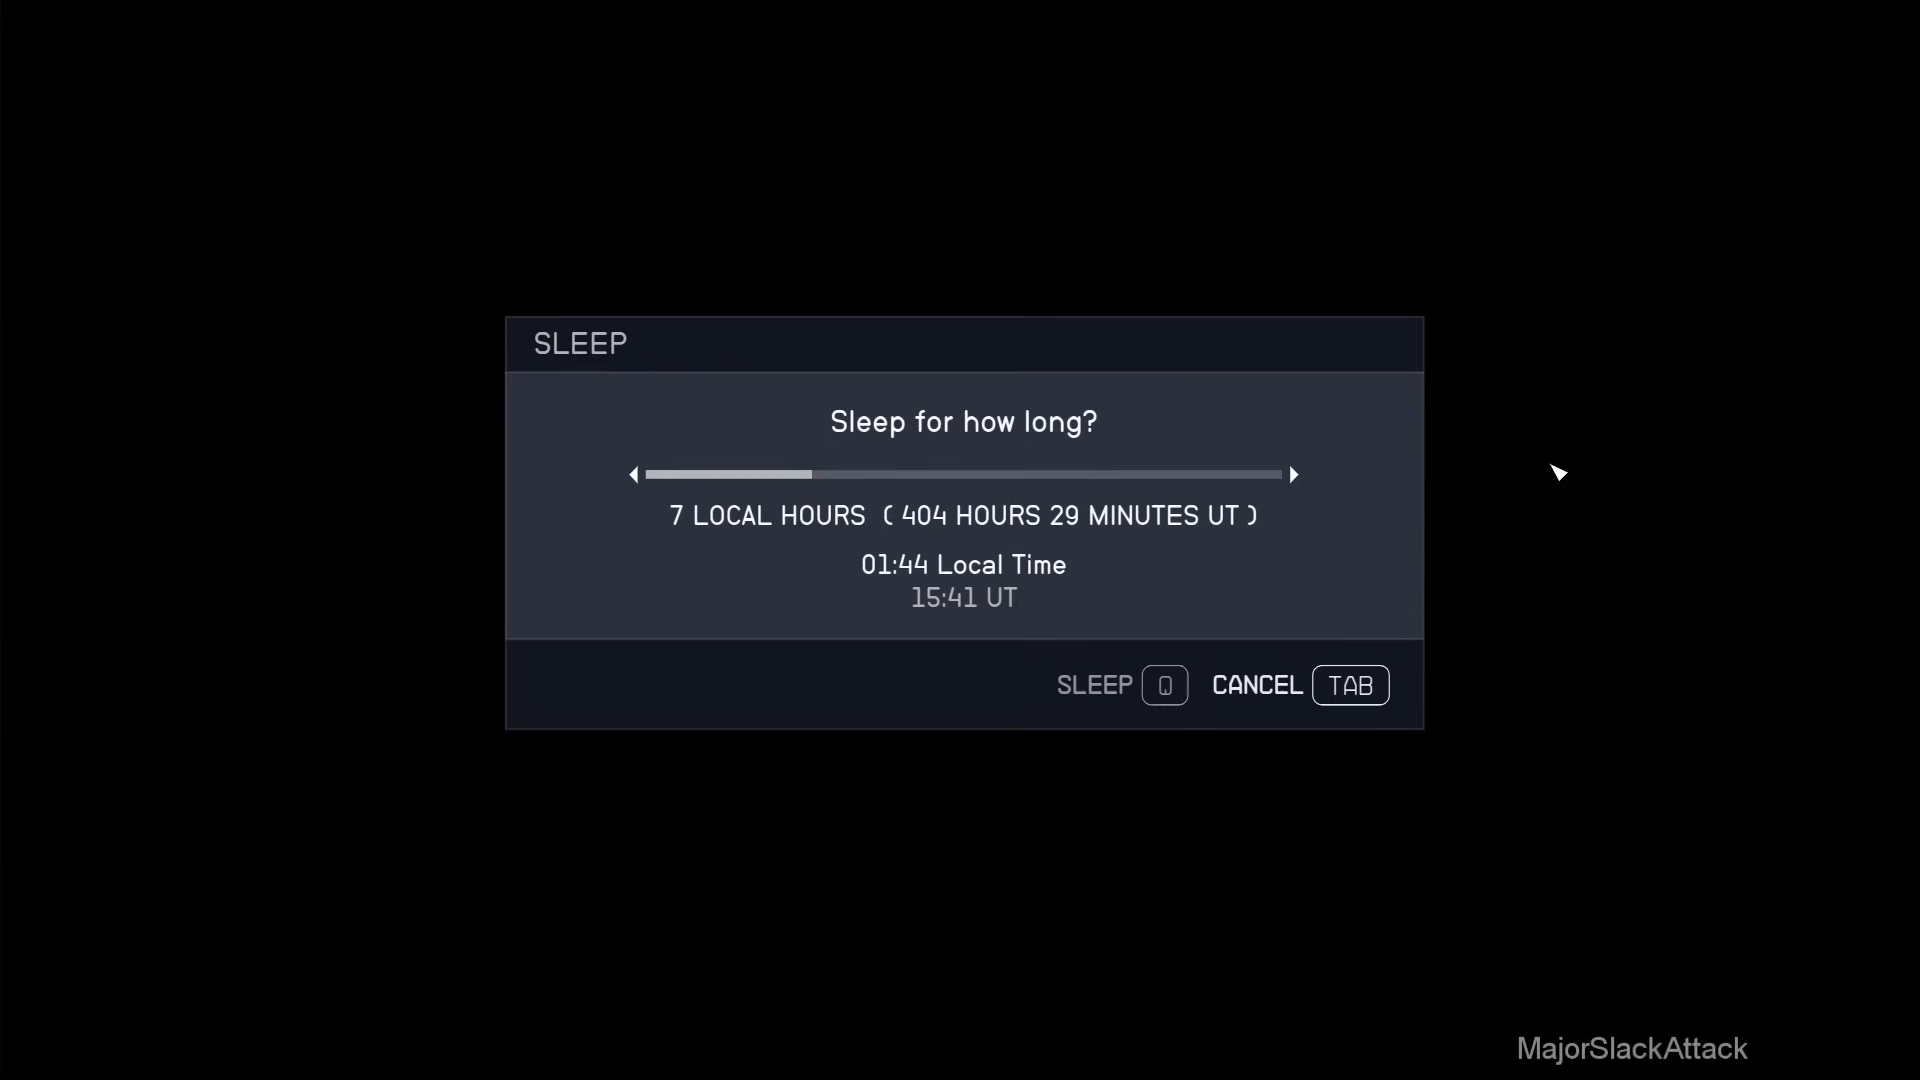 SLEEP
Sleep for how long?
7 LOCAL HOURS ( 404 HOURS 29 MINUTES UT )
01:44 Local Time
15:41 UT
SLEEP Q CANCEL TAB
MajorSlackAttack